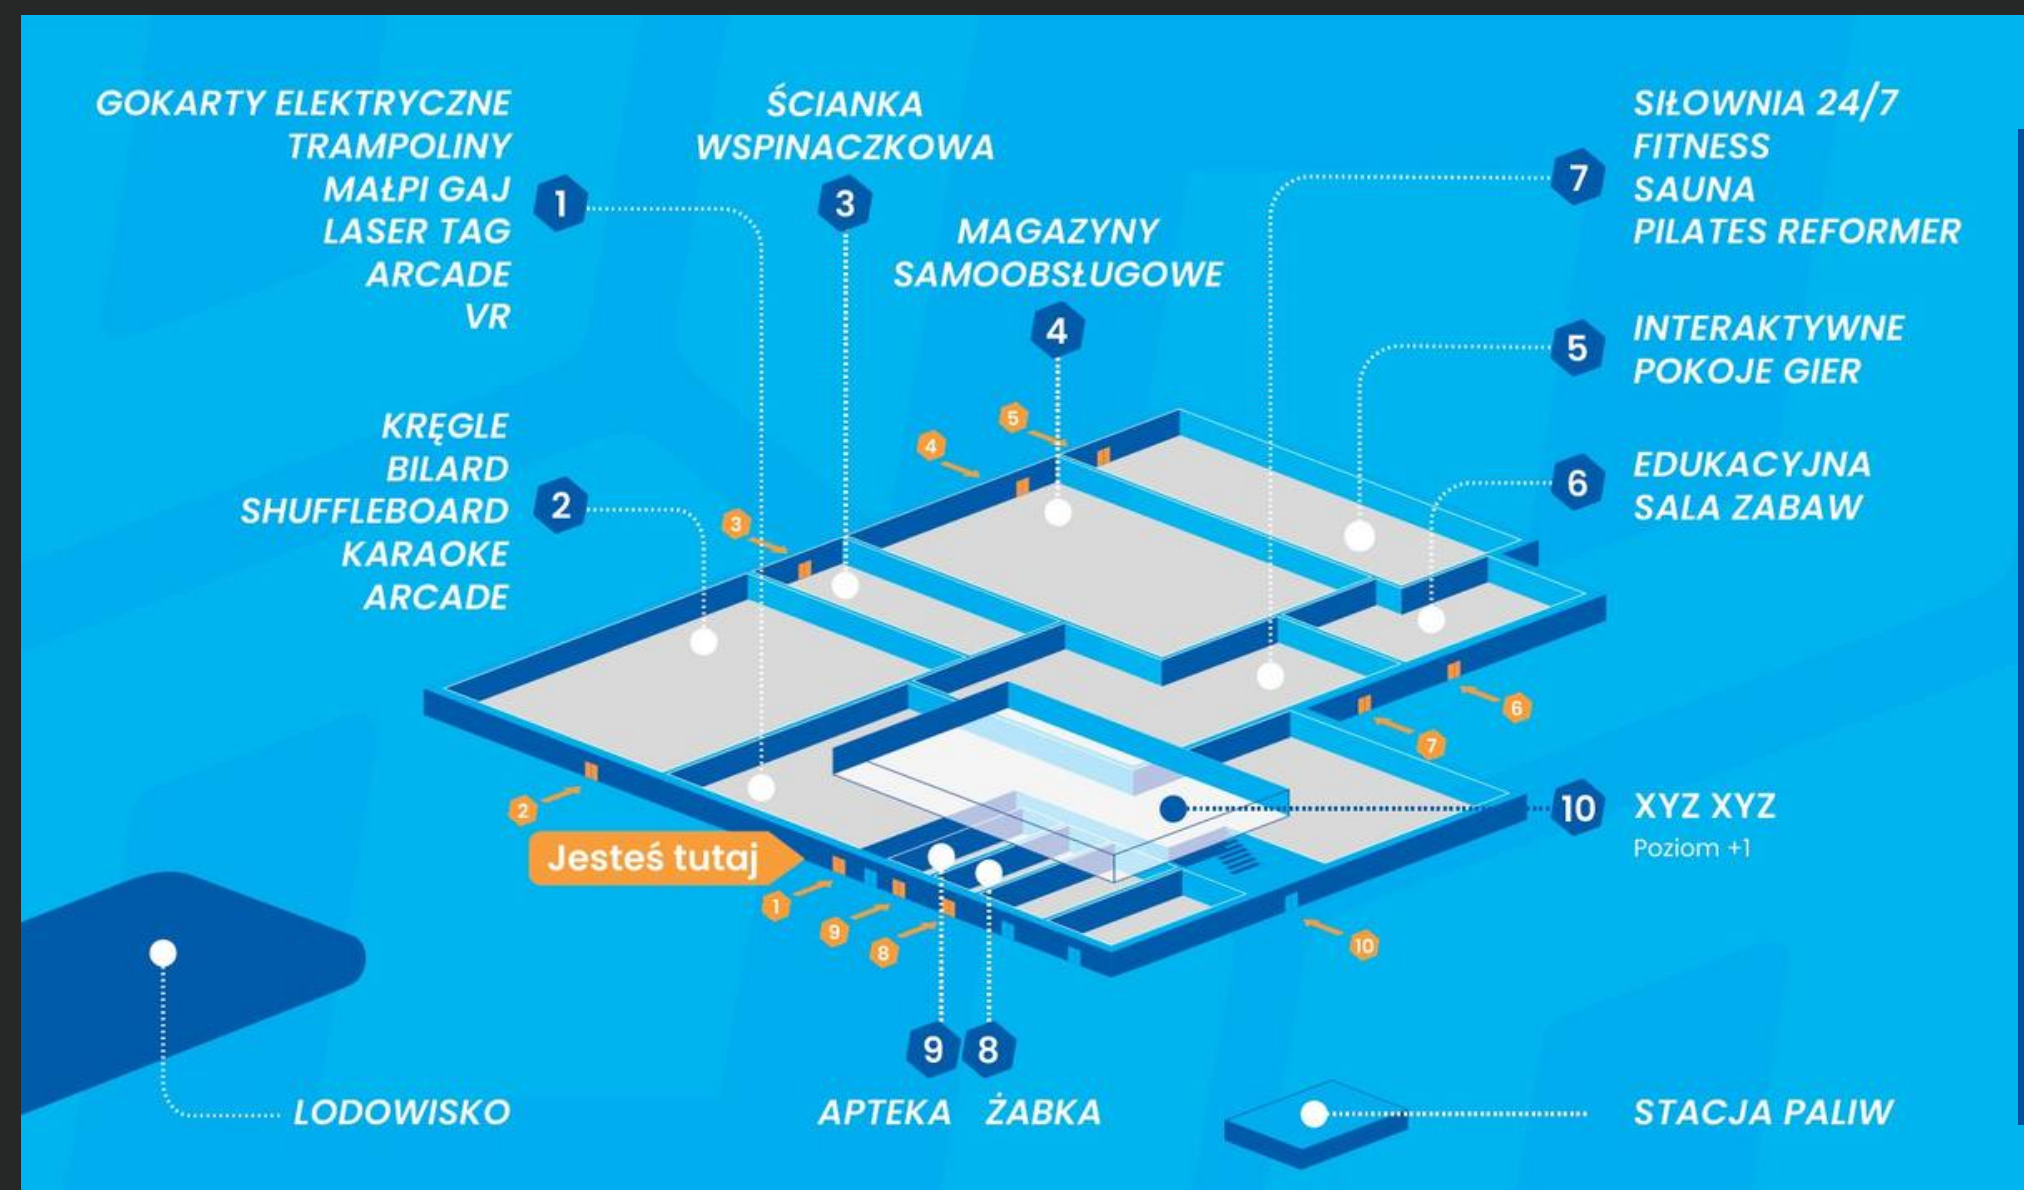 GOKARTY ELEKTRYCZNE
TRAMPOLINY
MAŁPI GAJ
LASER TAG
ARCADE
VR
1
ŚCIANKA
WSPINACZKOWA
3
MAGAZYNY
SAMOOBSŁUGOWE
4
7
SIŁOWNIA 24/7
FITNESS
SAUNA
PILATES REFORMER
5
INTERAKTYWNE
POKOJE GIER
6
EDUKACYJNA
SALA ZABAW
KRĘGLE
BILARD
SHUFFLEBOARD
KARAOKE
ARCADE
2
5
4
3
6
7
2
Jesteś tutaj
1
9
8
10
10
XYZ XYZ
Poziom +1
9
8
LODOWISKO
APTEKA
ŻABKA
STACJA PALIW